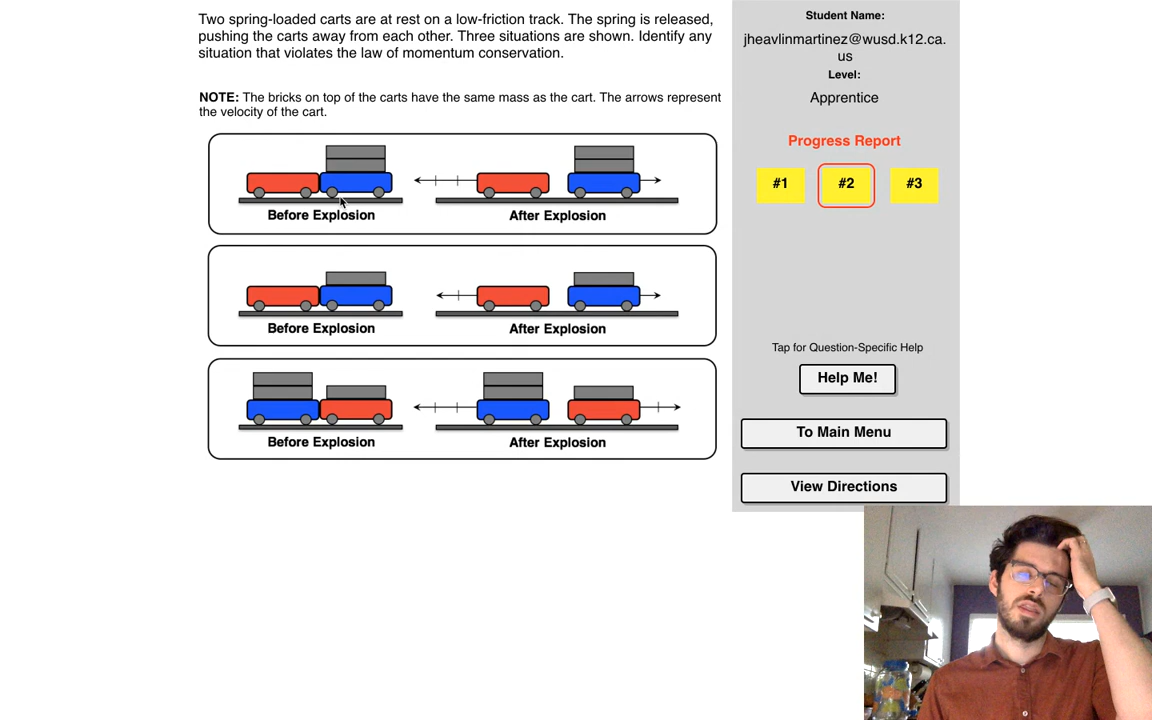 Two spring-loaded carts are at rest on a low-friction track. The spring is released,
pushing the carts away from each other. Three situations are shown. Identify any
situation that violates the law of momentum conservation.
NOTE: The bricks on top of the carts have the same mass as the cart. The arrows represent
the velocity of the cart.
Before Explosion
After Explosion
Before Explosion
After Explosion
Before Explosion
After Explosion
Student Name:
jheavlinmartinez@wusd.k12.ca.
us
Level:
Apprentice
Progress Report
#1
#2
#3
Tap for Question-Specific Help
Help Me!
To Main Menu
View Directions